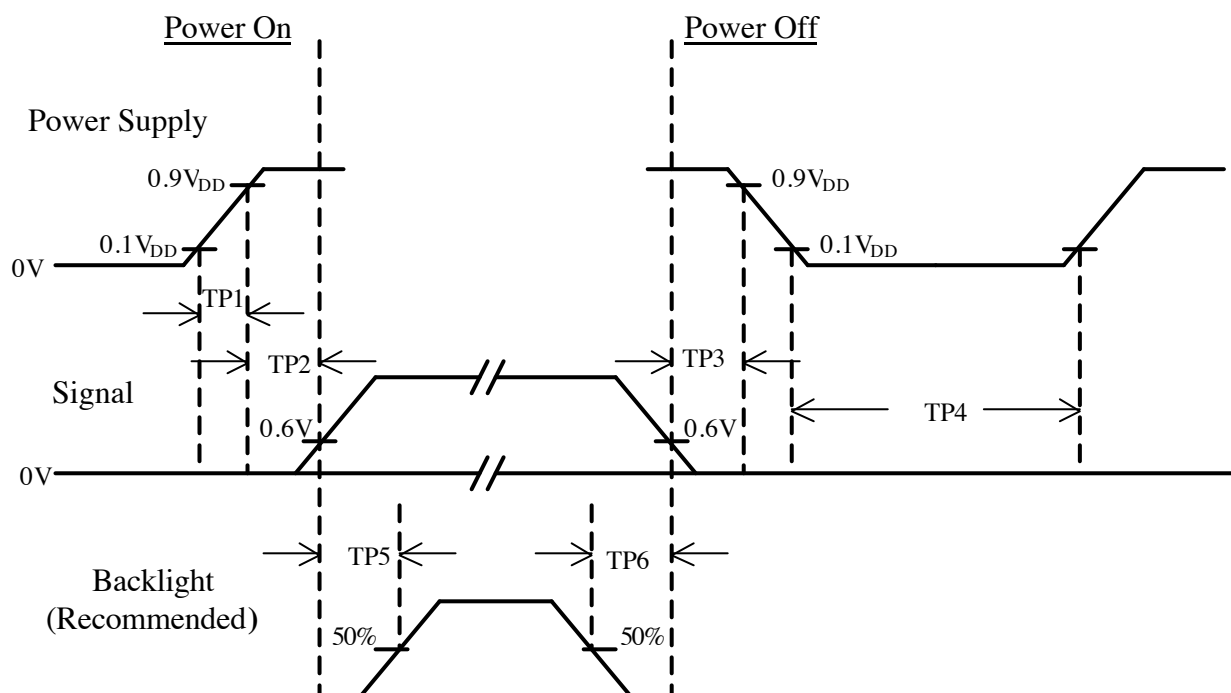 Power On
Power Off
Power Supply
0.9VDD
0.9VDD
0.1VDD
0.1VDD
0V
TP1
TP2
TP3
Signal
TP4
0.6V
0.6V
0V
TP5
TP6
Backlight
(Recommended)
50%
50%